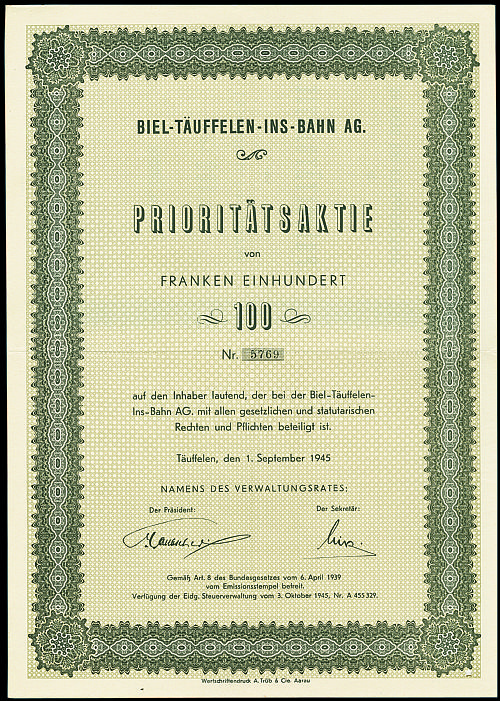 BIEL-TÄUFFELEN-INS-BAHN AG.
PRIORITÄTSAKTIE
von
FRANKEN EINHUNDERT
100
Nr. 5769
auf den Inhaber lautend, der bei der Biel-Täuffelen-
Ins-Bahn AG. mit allen gesetzlichen und statutarischen
Rechten und Pflichten beteiligt ist.
Täuffelen, den 1. September 1945
NAMENS DES VERWALTUNGSRATES:
Der Präsident: Der Sekretär:
Gemäß Art. 8 des Bundesgesetzes vom 6. April 1939
vom Emissionsstempel befreit.
Verfügung der Eidg. Steuerverwaltung vom 3. Oktober 1945, Nr. A 455 329.
Wertschriftendruck A. Trüb & Cie. Aarau